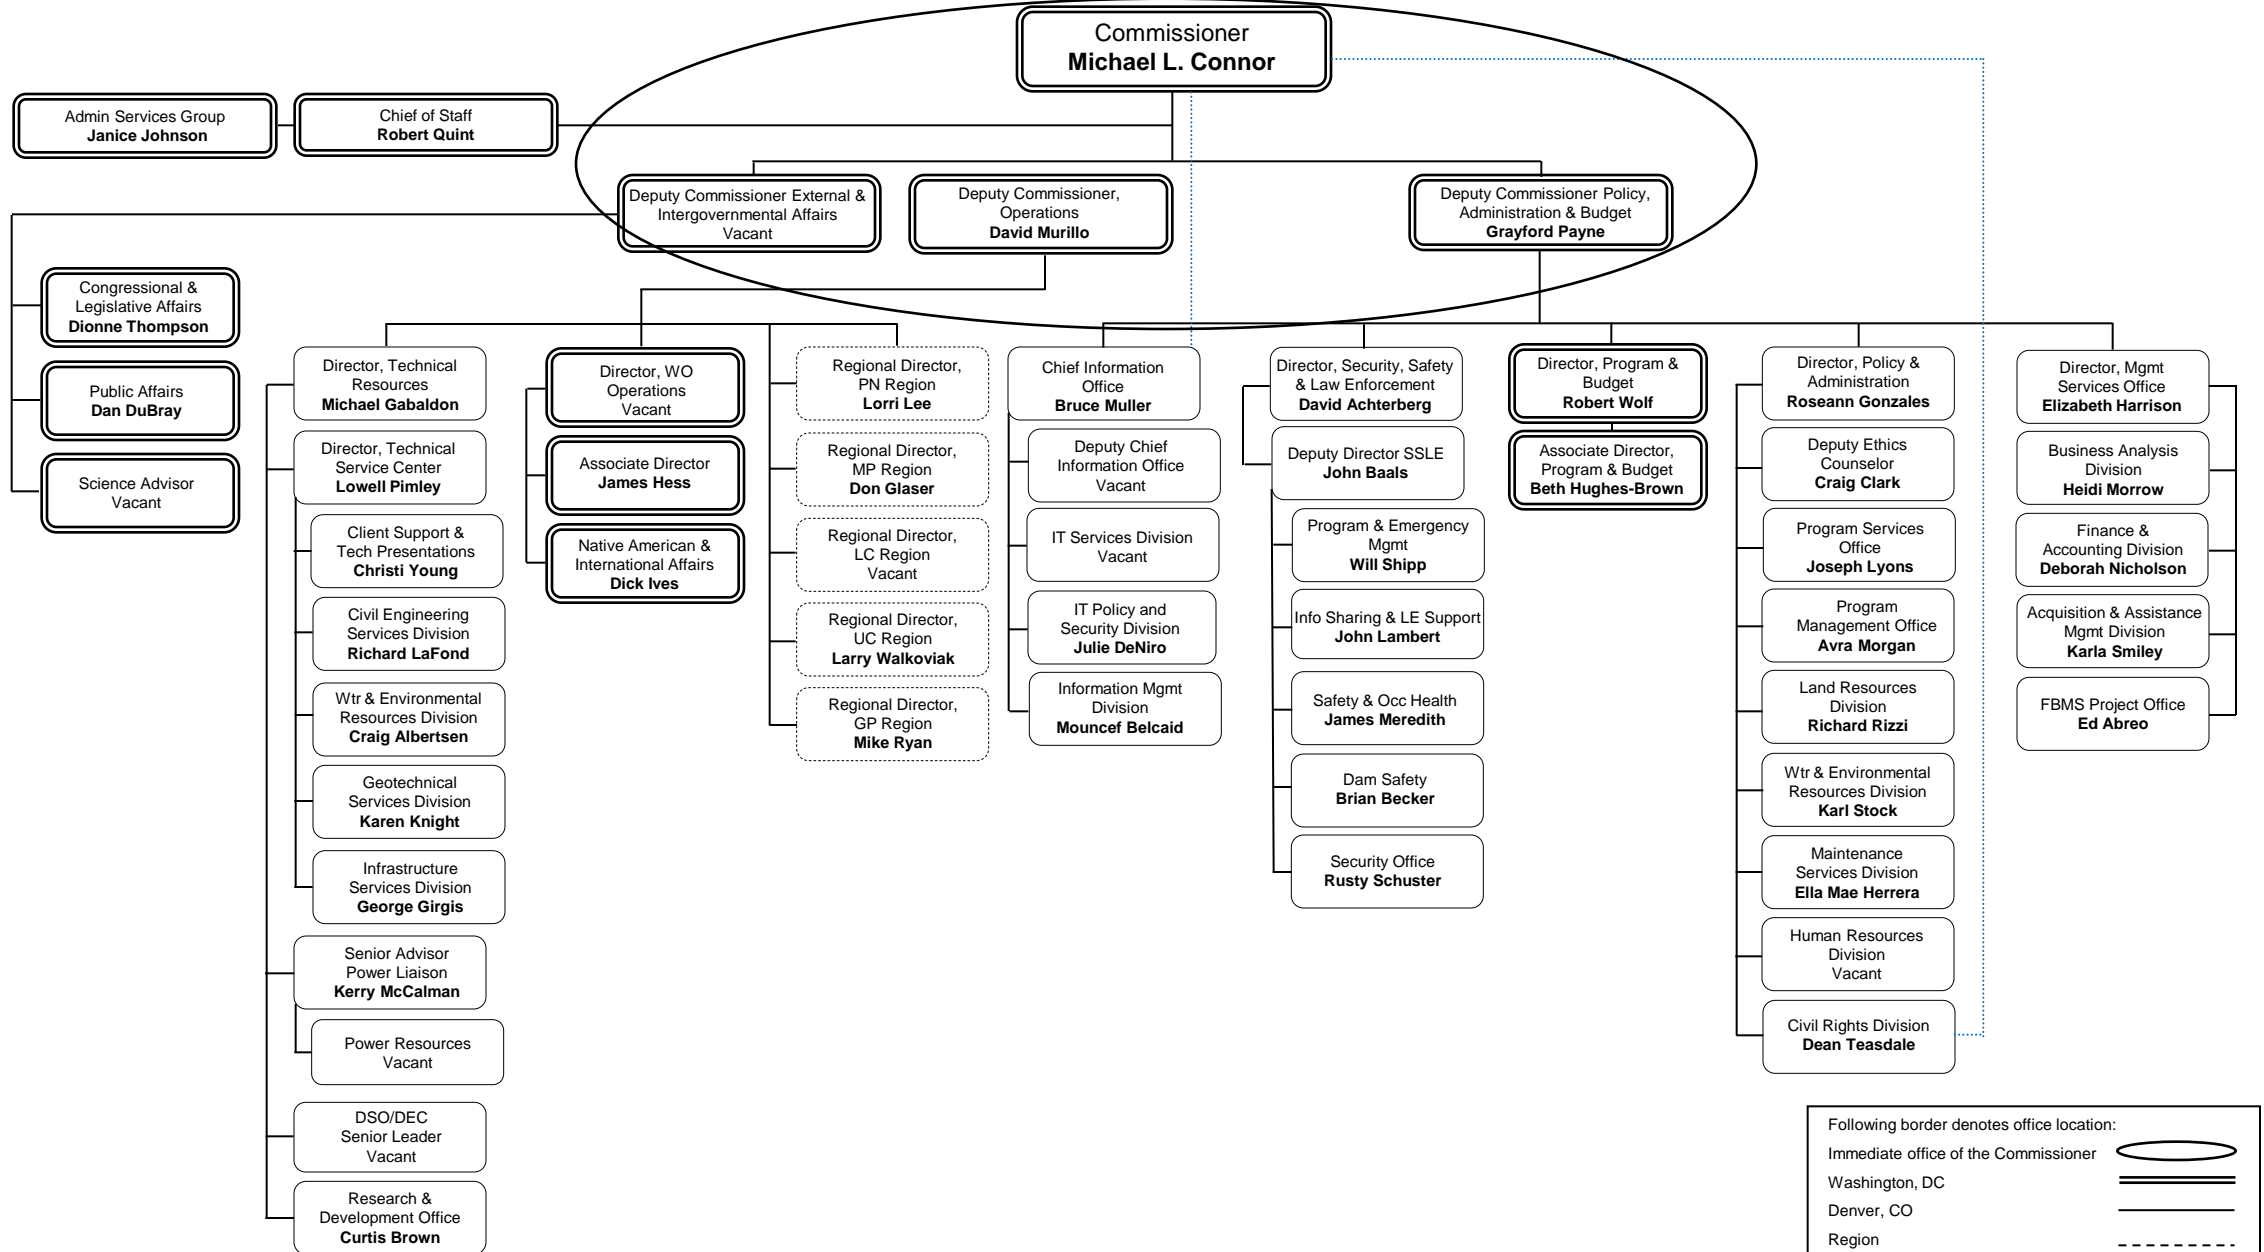 Commissioner
Michael L. Connor
Admin Services Group
Janice Johnson
Chief of Staff
Robert Quint
Deputy Commissioner External &
Intergovernmental Affairs
Vacant
Deputy Commissioner,
Operations
David Murillo
Deputy Commissioner Policy,
Administration & Budget
Grayford Payne
Congressional &
Legislative Affairs
Dionne Thompson
Public Affairs
Dan DuBray
Science Advisor
Vacant
Director, Technical
Resources
Michael Gabaldon
Director, Technical
Service Center
Lowell Pimley
Client Support &
Tech Presentations
Christi Young
Civil Engineering
Services Division
Richard LaFond
Wtr & Environmental
Resources Division
Craig Albertsen
Geotechnical
Services Division
Karen Knight
Infrastructure
Services Division
George Girgis
Senior Advisor
Power Liaison
Kerry McCalman
Power Resources
Vacant
DSO/DEC
Senior Leader
Vacant
Research &
Development Office
Curtis Brown
Director, WO
Operations
Vacant
Associate Director
James Hess
Native American &
International Affairs
Dick Ives
Regional Director,
PN Region
Lorri Lee
Regional Director,
MP Region
Don Glaser
Regional Director,
LC Region
Vacant
Regional Director,
UC Region
Larry Walkoviak
Regional Director,
GP Region
Mike Ryan
Chief Information
Office
Bruce Muller
Deputy Chief
Information Office
Vacant
IT Services Division
Vacant
IT Policy and
Security Division
Julie DeNiro
Information Mgmt
Division
Mouncef Belcaid
Director, Security, Safety
& Law Enforcement
David Achterberg
Deputy Director SSLE
John Baals
Program & Emergency
Mgmt
Will Shipp
Info Sharing & LE Support
John Lambert
Safety & Occ Health
James Meredith
Dam Safety
Brian Becker
Security Office
Rusty Schuster
Director, Program &
Budget
Robert Wolf
Associate Director,
Program & Budget
Beth Hughes-Brown
Director, Policy &
Administration
Roseann Gonzales
Deputy Ethics
Counselor
Craig Clark
Program Services
Office
Joseph Lyons
Program
Management Office
Avra Morgan
Land Resources
Division
Richard Rizzi
Wtr & Environmental
Resources Division
Karl Stock
Maintenance
Services Division
Ella Mae Herrera
Human Resources
Division
Vacant
Civil Rights Division
Dean Teasdale
Director, Mgmt
Services Office
Elizabeth Harrison
Business Analysis
Division
Heidi Morrow
Finance &
Accounting Division
Deborah Nicholson
Acquisition & Assistance
Mgmt Division
Karla Smiley
FBMS Project Office
Ed Abreo
Following border denotes office location:
Immediate office of the Commissioner
Washington, DC
Denver, CO
Region